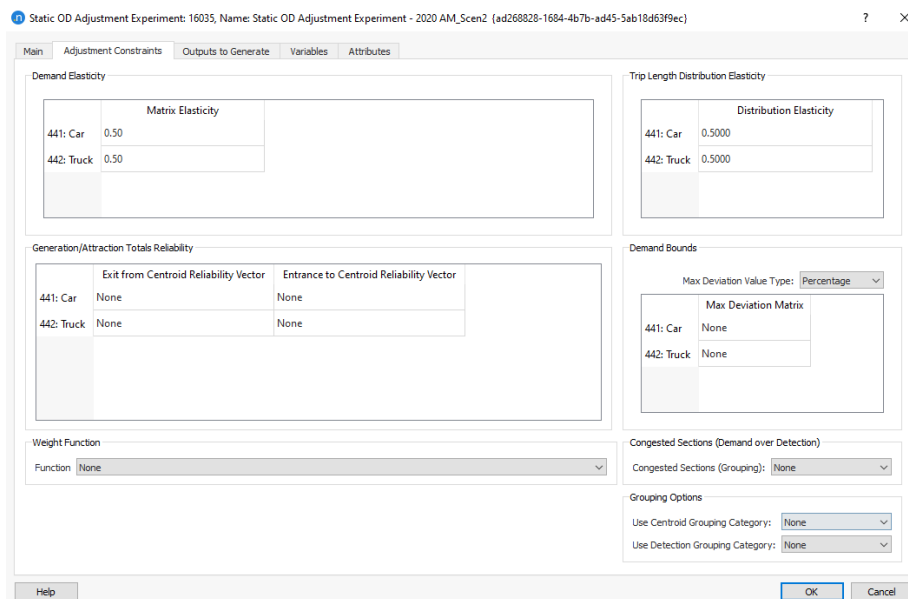 Static OD Adjustment Experiment: 16035, Name: Static OD Adjustment Experiment - 2020 AM_Scen2 {ad268828-1684-4b7b-ad45-5ab18d63f9ec}
? X
Main Adjustment Constraints Outputs to Generate Variables Attributes
Demand Elasticity
Matrix Elasticity
441: Car 0.50
442: Truck 0.50
Trip Length Distribution Elasticity
Distribution Elasticity
441: Car 0.5000
442: Truck 0.5000
Generation/Attraction Totals Reliability
Exit from Centroid Reliability Vector Entrance to Centroid Reliability Vector
441: Car None None
442: Truck None None
Demand Bounds
Max Deviation Value Type: Percentage
Max Deviation Matrix
441: Car None
442: Truck None
Weight Function
Function None
Congested Sections (Demand over Detection)
Congested Sections (Grouping): None
Grouping Options
Use Centroid Grouping Category: None
Use Detection Grouping Category: None
Help OK Cancel